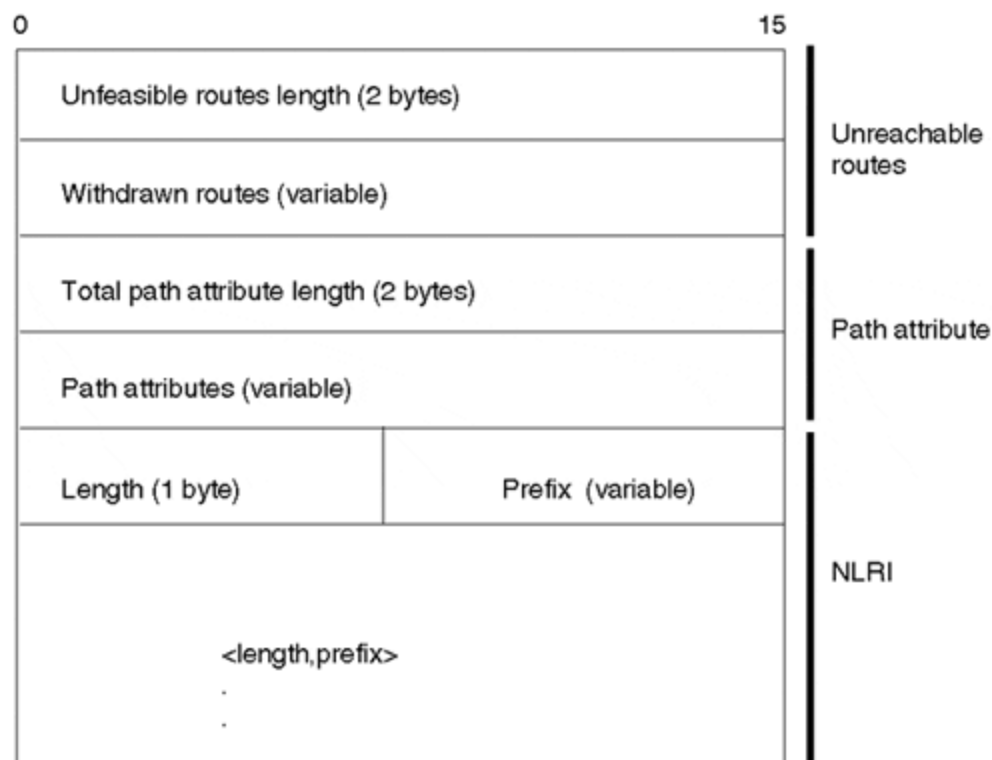 0 15
Unfeasible routes length (2 bytes)
Unreachable
routes
Withdrawn routes (variable)
Total path attribute length (2 bytes)
Path attribute
Path attributes (variable)
Length (1 byte) Prefix (variable)
NLRI
<length,prefix>
.
.